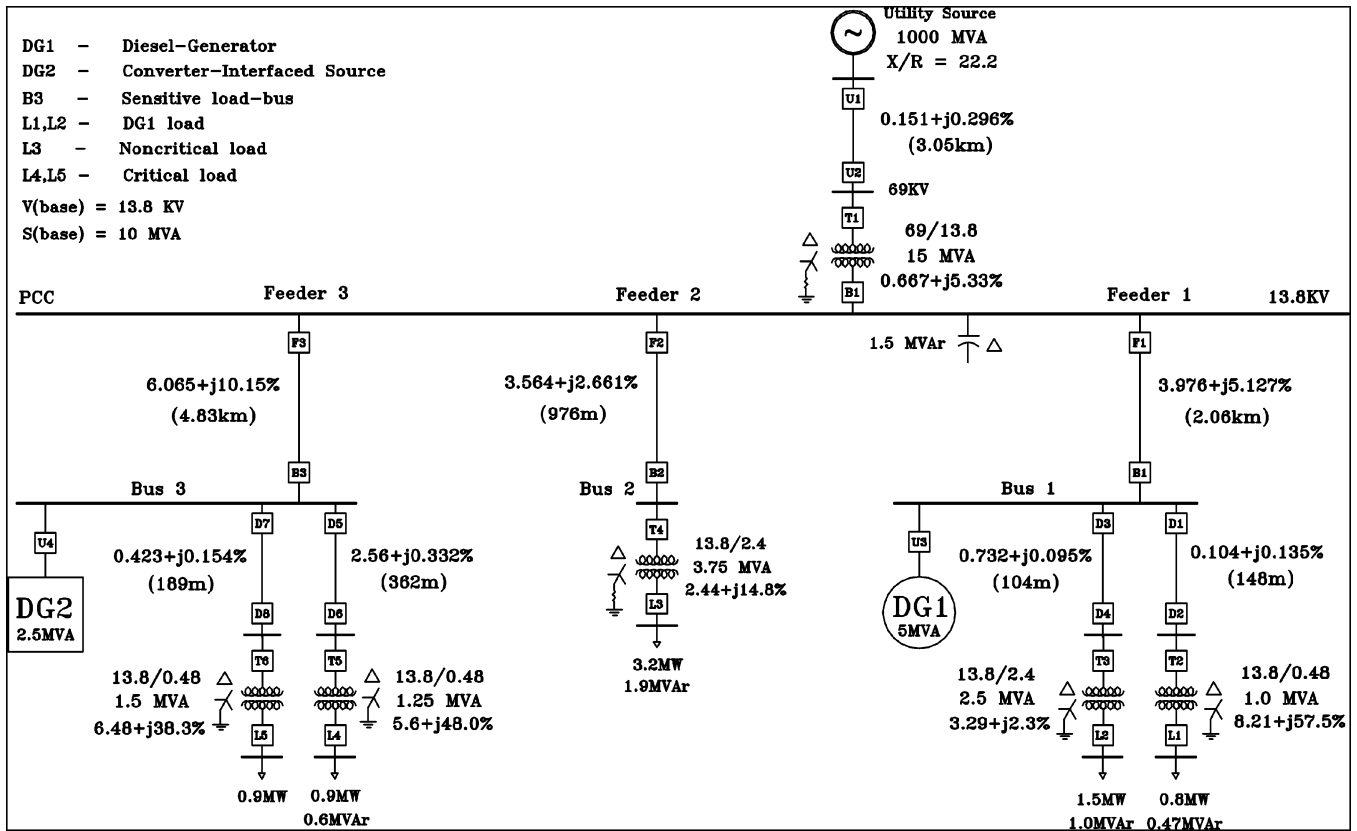 DG1 - Diesel-Generator
DG2 - Converter-Interfaced Source
B3 - Sensitive load-bus
L1,L2 - DG1 load
L3 - Noncritical load
L4,L5 - Critical load
V(base) = 13.8 KV
S(base) = 10 MVA
Utility Source
1000 MVA
X/R = 22.2
~
U1
0.151+j0.296%
(3.05km)
U2
69KV
T1
69/13.8
15 MVA
0.667+j5.33%
B1
PCC
Feeder 3
Feeder 2
Feeder 1
13.8KV
1.5 MVAr
F3
F2
F1
6.065+j10.15%
(4.83km)
3.564+j2.661%
(976m)
3.976+j5.127%
(2.06km)
B3
B2
B1
Bus 3
Bus 2
Bus 1
U4
D7
D5
T4
U3
D3
D1
0.423+j0.154%
(189m)
2.56+j0.332%
(362m)
13.8/2.4
3.75 MVA
2.44+j14.8%
0.732+j0.095%
(104m)
0.104+j0.135%
(148m)
DG2
2.5MVA
D8
D6
L3
DG1
5MVA
D4
D2
3.2MW
1.9MVAr
T6
T5
T3
T2
13.8/0.48
1.5 MVA
6.48+j38.3%
13.8/0.48
1.25 MVA
5.6+j48.0%
13.8/2.4
2.5 MVA
3.29+j2.3%
13.8/0.48
1.0 MVA
8.21+j57.5%
L5
L4
L2
L1
0.9MW
0.9MW
0.6MVAr
1.5MW
1.0MVAr
0.8MW
0.47MVAr